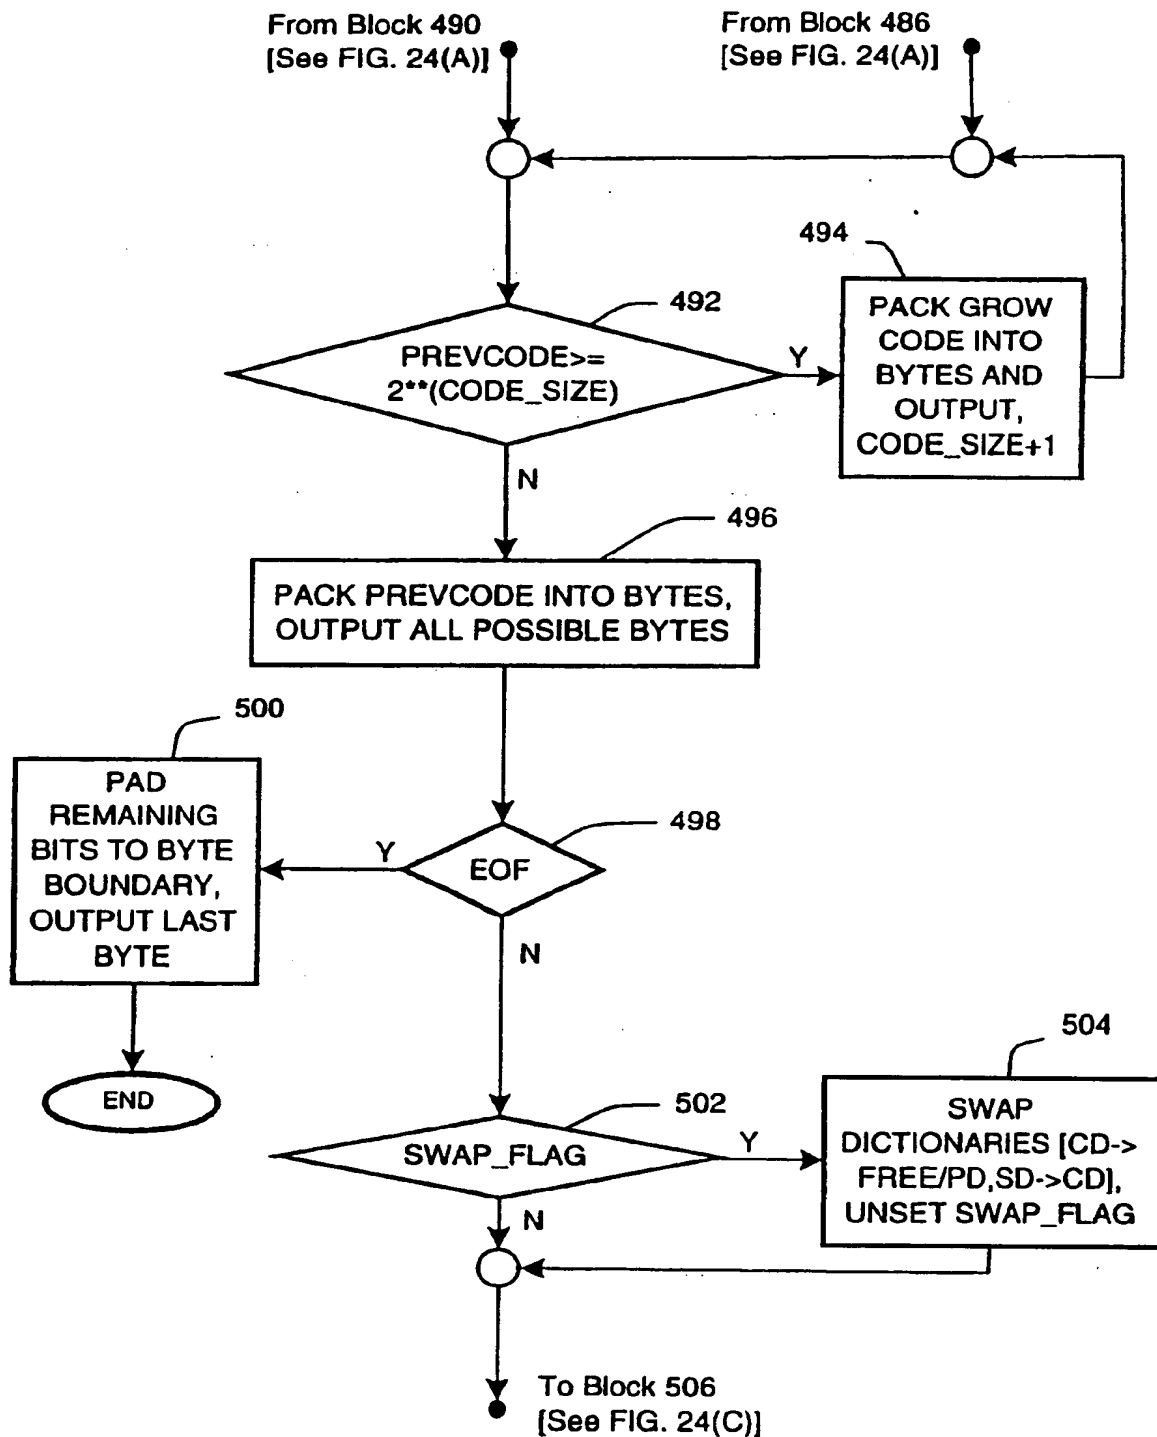 From Block 490
[See FIG. 24(A)]
From Block 486
[See FIG. 24(A)]
494
492
PREVCODE>=
2**(CODE_SIZE)
Y
PACK GROW
CODE INTO
BYTES AND
OUTPUT,
CODE_SIZE+1
N
496
PACK PREVCODE INTO BYTES,
OUTPUT ALL POSSIBLE BYTES
500
PAD
REMAINING
BITS TO BYTE
BOUNDARY,
OUTPUT LAST
BYTE
498
Y
EOF
N
END
504
502
SWAP_FLAG
Y
SWAP
DICTIONARIES [CD->
FREE/PD,SD->CD],
UNSET SWAP_FLAG
N
To Block 506
[See FIG. 24(C)]